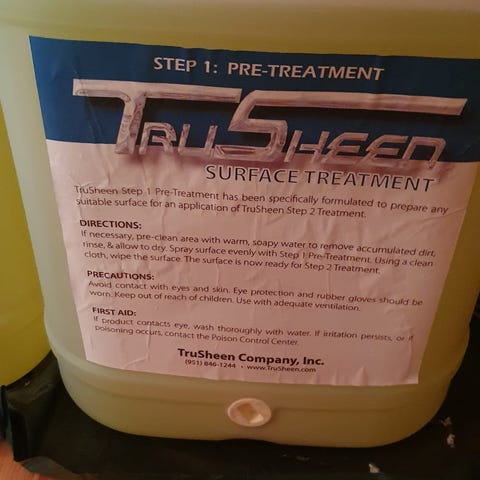 STEP 1: PRE-TREATMENT
TRUSHEEN
SURFACE TREATMENT
TruSheen Step 1 Pre-Treatment has been specifically formulated to prepare any
suitable surface for an application of TruSheen Step 2 Treatment.
DIRECTIONS:
If necessary, pre-clean area with warm, soapy water to remove accumulated dirt,
rinse, & allow to dry. Spray surface evenly with Step 1 Pre-Treatment. Using a clean
cloth, wipe the surface. The surface is now ready for Step 2 Treatment.
PRECAUTIONS:
Avoid contact with eyes and skin. Eye protection and rubber gloves should be
worn. Keep out of reach of children. Use with adequate ventilation.
FIRST AID:
If product contacts eye, wash thoroughly with water. If irritation persists, or if
poisoning occurs, contact the Poison Control Center.
TruSheen Company, Inc.
(951) 846-1244 • www.TruSheen.com